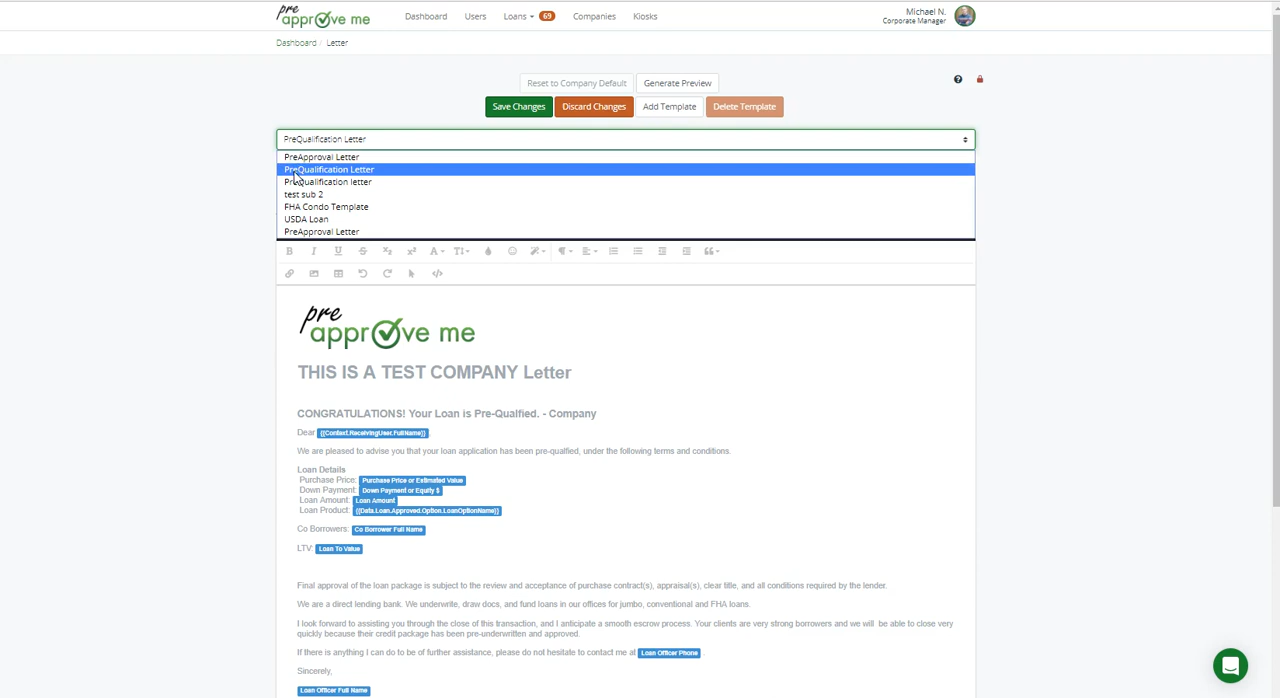 pre approve me
Dashboard Users Loans 69 Companies Kiosks
Michael N.
Corporate Manager
Dashboard / Letter
Reset to Company Default Generate Preview
Save Changes Discard Changes Add Template Delete Template
PreQualification Letter
PreApproval Letter
PreQualification Letter
PreQualification letter
test sub 2
FHA Condo Template
USDA Loan
PreApproval Letter
pre approve me
THIS IS A TEST COMPANY Letter
CONGRATULATIONS! Your Loan is Pre-Qualfied. - Company
Dear {{Context.ReceivingUser.FullName}}
We are pleased to advise you that your loan application has been pre-qualfied, under the following terms and conditions.
Loan Details
Purchase Price: Purchase Price or Estimated Value
Down Payment: Down Payment or Equity $
Loan Amount: Loan Amount
Loan Product: {{Data.Loan.Approved.Option.LoanOptionName}}
Co Borrowers: Co Borrower Full Name
LTV: Loan To Value
Final approval of the loan package is subject to the review and acceptance of purchase contract(s), appraisal(s), clear title, and all conditions required by the lender.
We are a direct lending bank. We underwrite, draw docs, and fund loans in our offices for jumbo, conventional and FHA loans.
I look forward to assisting you through the close of this transaction, and I anticipate a smooth escrow process. Your clients are very strong borrowers and we will be able to close very
quickly because their credit package has been pre-underwritten and approved.
If there is anything I can do to be of further assistance, please do not hesitate to contact me at Loan Officer Phone
Sincerely,
Loan Officer Full Name